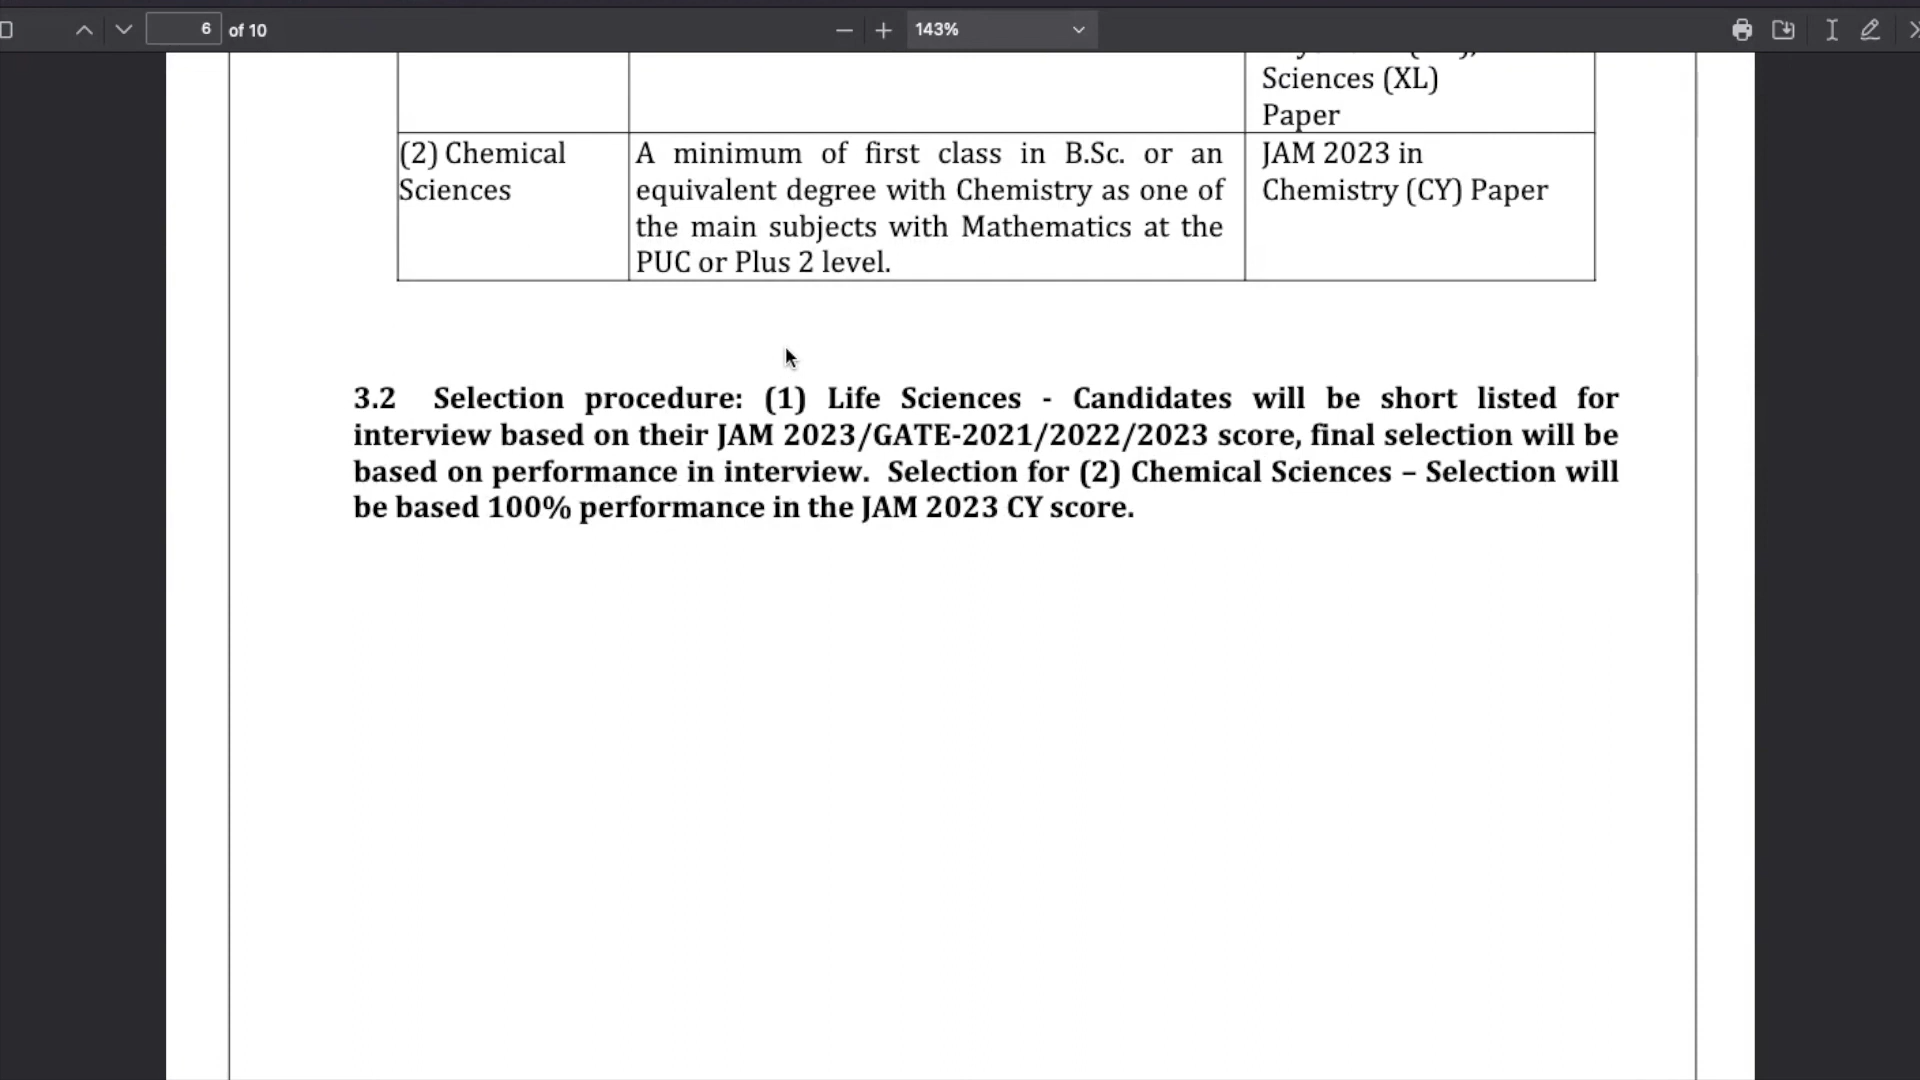 6 of 10
143%
Sciences (XL)
Paper
(2) Chemical
Sciences
A minimum of first class in B.Sc. or an
equivalent degree with Chemistry as one of
the main subjects with Mathematics at the
PUC or Plus 2 level.
JAM 2023 in
Chemistry (CY) Paper
3.2 Selection procedure: (1) Life Sciences - Candidates will be short listed for
interview based on their JAM 2023/GATE-2021/2022/2023 score, final selection will be
based on performance in interview. Selection for (2) Chemical Sciences – Selection will
be based 100% performance in the JAM 2023 CY score.